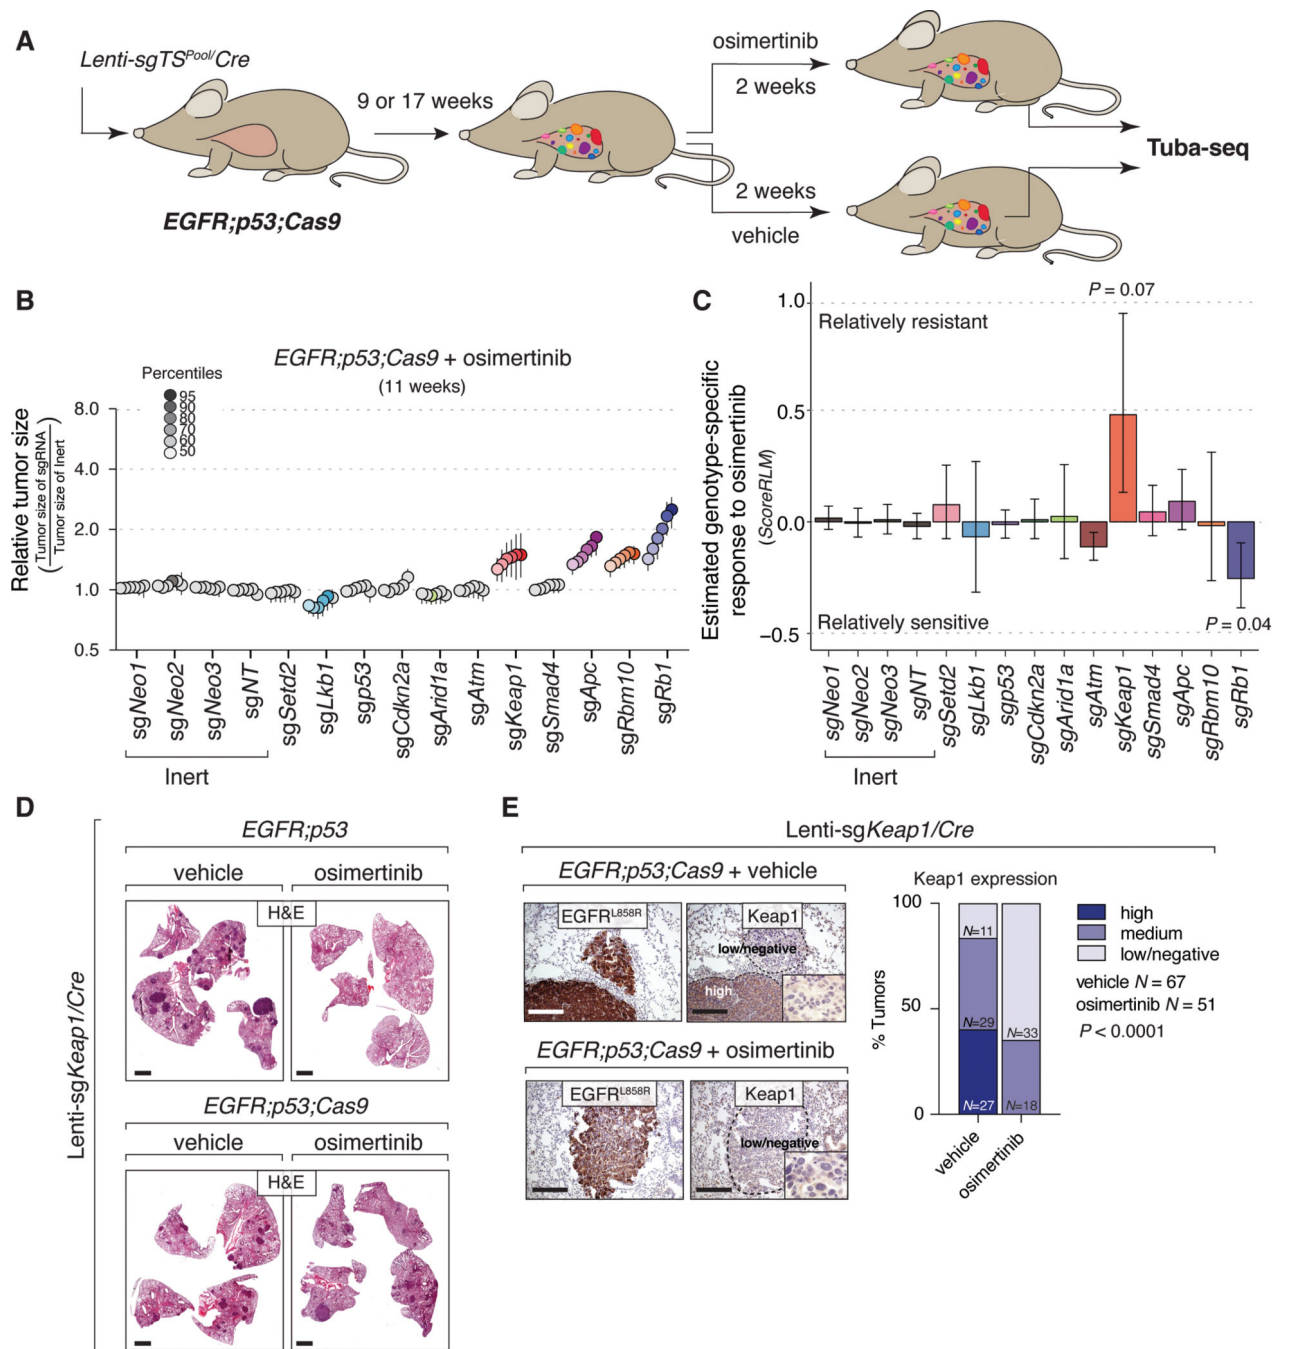 A
Lenti-sgTSPool/Cre
9 or 17 weeks
osimertinib
2 weeks
2 weeks
vehicle
Tuba-seq
EGFR;p53;Cas9
B
EGFR;p53;Cas9 + osimertinib
(11 weeks)
Percentiles
95
90
80
70
60
50
Relative tumor size
(Tumor size of sgRNA
Tumor size of Inert)
8.0
4.0
2.0
1.0
0.5
sgNeo1
sgNeo2
sgNeo3
sgNT
sgSetd2
sgLkb1
sgp53
sgCdkn2a
sgArid1a
sgAtm
sgKeap1
sgSmad4
sgApc
sgRbm10
sgRb1
Inert
C
Estimated genotype-specific
response to osimertinib
(ScoreRLM)
1.0
0.5
0.0
−0.5
P = 0.07
Relatively resistant
Relatively sensitive
P = 0.04
sgNeo1
sgNeo2
sgNeo3
sgNT
sgSetd2
sgLkb1
sgp53
sgCdkn2a
sgArid1a
sgAtm
sgKeap1
sgSmad4
sgApc
sgRbm10
sgRb1
Inert
D
Lenti-sgKeap1/Cre
EGFR;p53
vehicle
osimertinib
H&E
EGFR;p53;Cas9
vehicle
osimertinib
H&E
E
Lenti-sgKeap1/Cre
EGFR;p53;Cas9 + vehicle
EGFRL858R
Keap1
low/negative
high
EGFR;p53;Cas9 + osimertinib
EGFRL858R
Keap1
low/negative
Keap1 expression
% Tumors
100
50
0
N=11
N=29
N=27
N=33
N=18
vehicle
osimertinib
high
medium
low/negative
vehicle N = 67
osimertinib N = 51
P < 0.0001